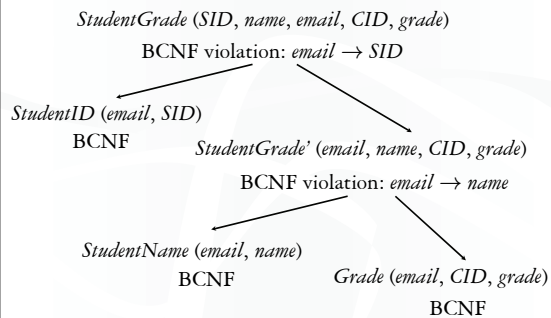 StudentGrade (SID, name, email, CID, grade)
BCNF violation: email → SID
StudentID (email, SID)
BCNF
StudentGrade’ (email, name, CID, grade)
BCNF violation: email → name
StudentName (email, name)
BCNF
Grade (email, CID, grade)
BCNF